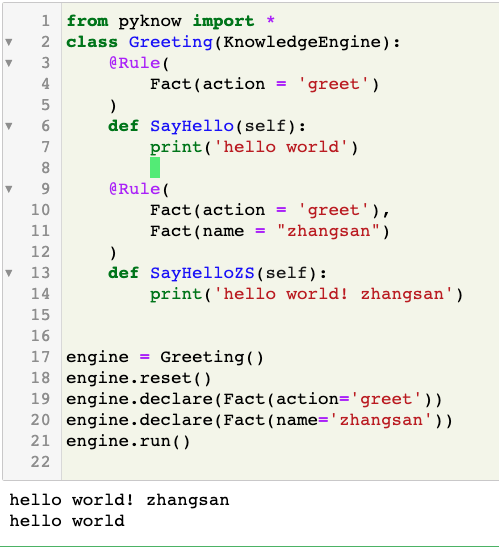 1 from pyknow import *
2 class Greeting(KnowledgeEngine):
3     @Rule(
4         Fact(action = 'greet')
5     )
6     def SayHello(self):
7         print('hello world')
8
9     @Rule(
10         Fact(action = 'greet'),
11         Fact(name = "zhangsan")
12     )
13     def SayHelloZS(self):
14         print('hello world! zhangsan')
15
16
17 engine = Greeting()
18 engine.reset()
19 engine.declare(Fact(action='greet'))
20 engine.declare(Fact(name='zhangsan'))
21 engine.run()
22
hello world! zhangsan
hello world